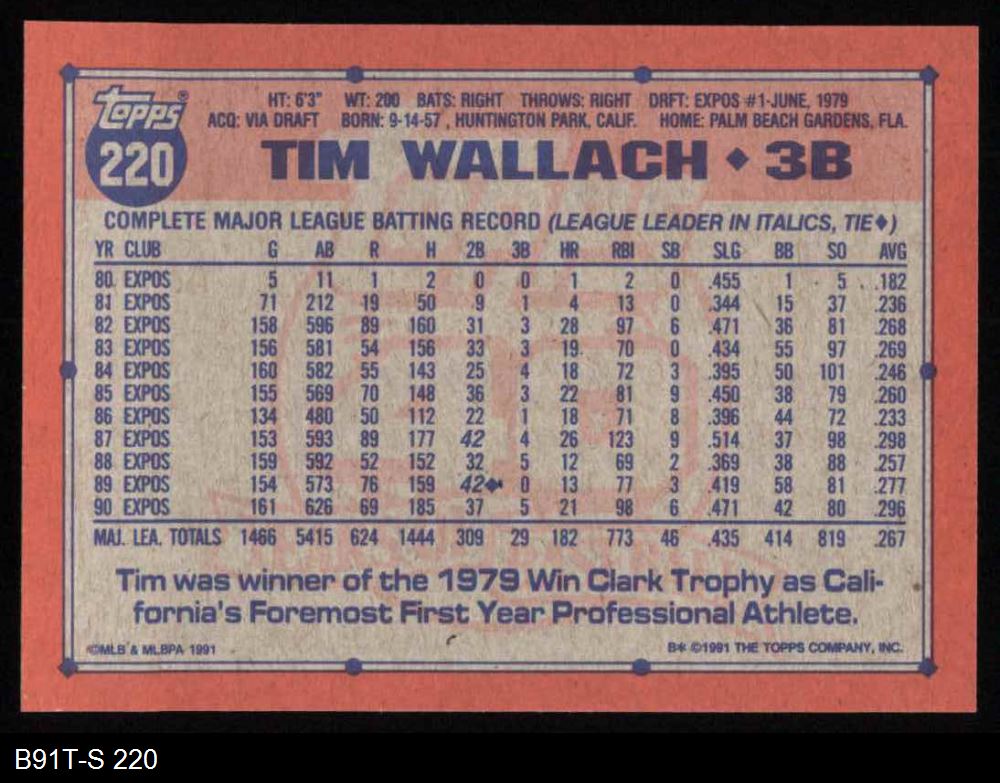 topps®
220
HT: 6'3" WT: 200 BATS: RIGHT THROWS: RIGHT DRFT: EXPOS #1-JUNE, 1979
ACQ: VIA DRAFT BORN: 9-14-57, HUNTINGTON PARK, CALIF. HOME: PALM BEACH GARDENS, FLA.
TIM WALLACH ◆ 3B
COMPLETE MAJOR LEAGUE BATTING RECORD (LEAGUE LEADER IN ITALICS, TIE◆)
YR CLUB G AB R H 2B 3B HR RBI SB SLG BB SO AVG
80 EXPOS 5 11 1 2 0 0 1 2 0 .455 1 5 .182
81 EXPOS 71 212 19 50 9 1 4 13 0 .344 15 37 .236
82 EXPOS 158 596 89 160 31 3 28 97 6 .471 36 81 .268
83 EXPOS 156 581 54 156 33 3 19 70 0 .434 55 97 .269
84 EXPOS 160 582 55 143 25 4 18 72 3 .395 50 101 .246
85 EXPOS 155 569 70 148 36 3 22 81 9 .450 38 79 .260
86 EXPOS 134 480 50 112 22 1 18 71 8 .396 44 72 .233
87 EXPOS 153 593 89 177 42 4 26 123 9 .514 37 98 .298
88 EXPOS 159 592 52 152 32 5 12 69 2 .369 38 88 .257
89 EXPOS 154 573 76 159 42◆ 0 13 77 3 .419 58 81 .277
90 EXPOS 161 626 69 185 37 5 21 98 6 .471 42 80 .296
MAJ. LEA. TOTALS 1466 5415 624 1444 309 29 182 773 46 .435 414 819 .267
Tim was winner of the 1979 Win Clark Trophy as Cali-
fornia's Foremost First Year Professional Athlete.
©MLB & MLBPA 1991 B* ©1991 THE TOPPS COMPANY, INC.
B91T-S 220